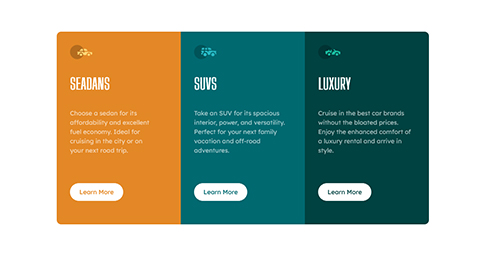 SEADANS
Choose a sedan for its
affordability and excellent
fuel economy. Ideal for
cruising in the city or on
your next road trip.
Learn More
SUVS
Take an SUV for its spacious
interior, power, and versatility.
Perfect for your next family
vacation and off-road
adventures.
Learn More
LUXURY
Cruise in the best car brands
without the bloated prices.
Enjoy the enhanced comfort of
a luxury rental and arrive in
style.
Learn More